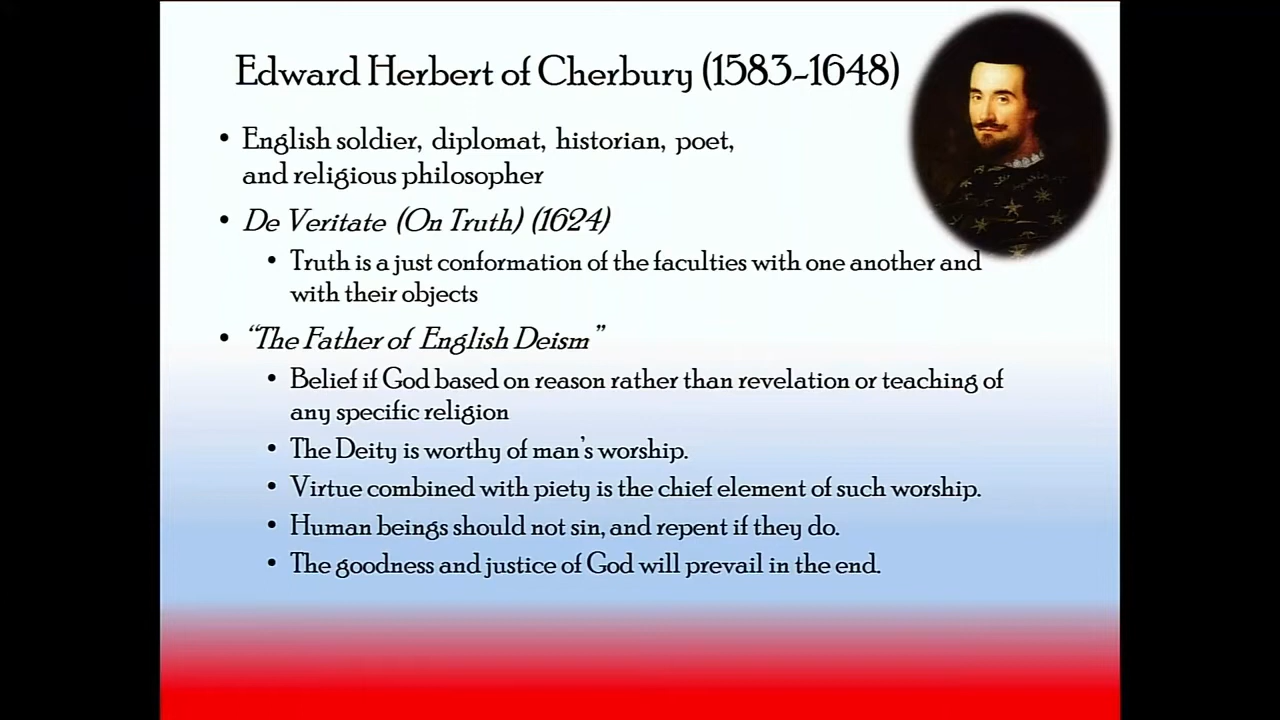 Edward Herbert of Cherbury (1583-1648)
• English soldier, diplomat, historian, poet,
and religious philosopher
• De Veritate (On Truth) (1624)
• Truth is a just conformation of the faculties with one another and
with their objects
• “The Father of English Deism”
• Belief if God based on reason rather than revelation or teaching of
any specific religion
• The Deity is worthy of man’s worship.
• Virtue combined with piety is the chief element of such worship.
• Human beings should not sin, and repent if they do.
• The goodness and justice of God will prevail in the end.